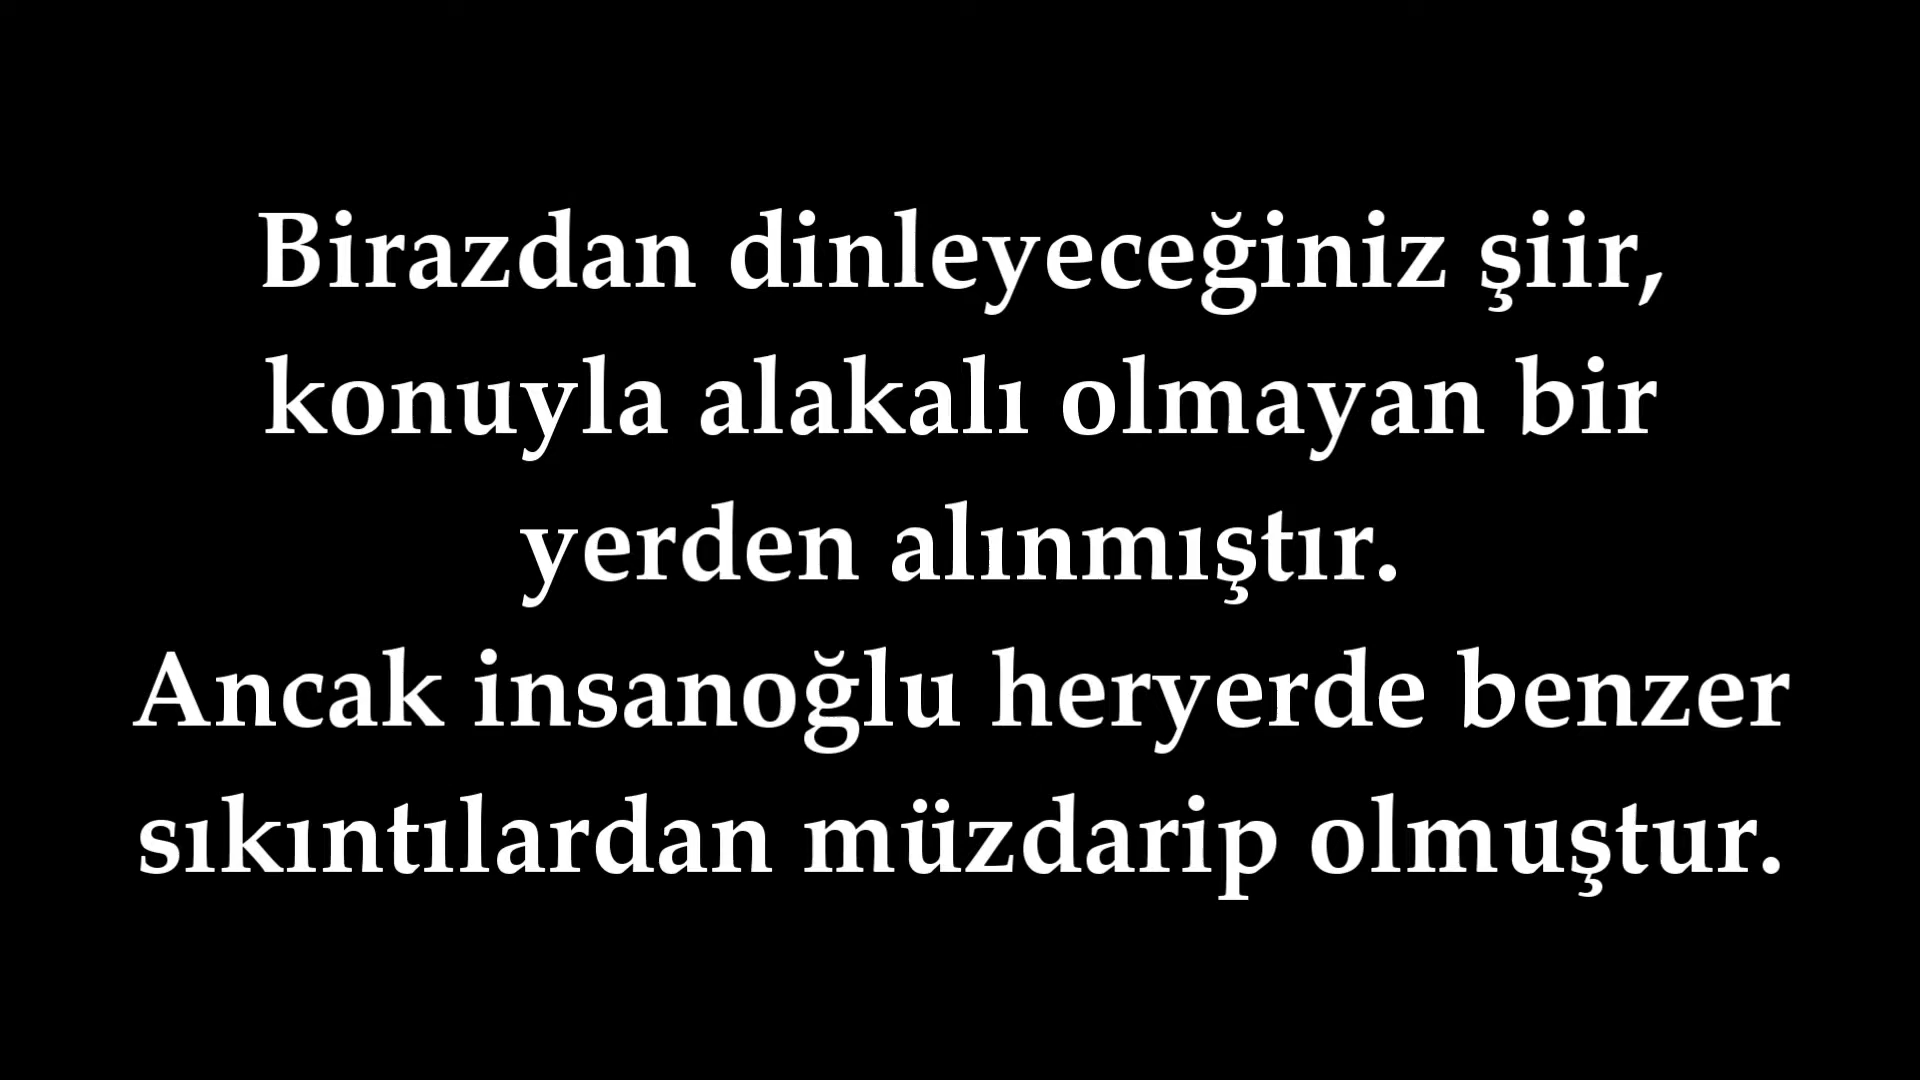 Birazdan dinleyeceğiniz şiir,
konuyla alakalı olmayan bir
yerden alınmıştır.
Ancak insanoğlu heryerde benzer
sıkıntılardan müzdarip olmuştur.